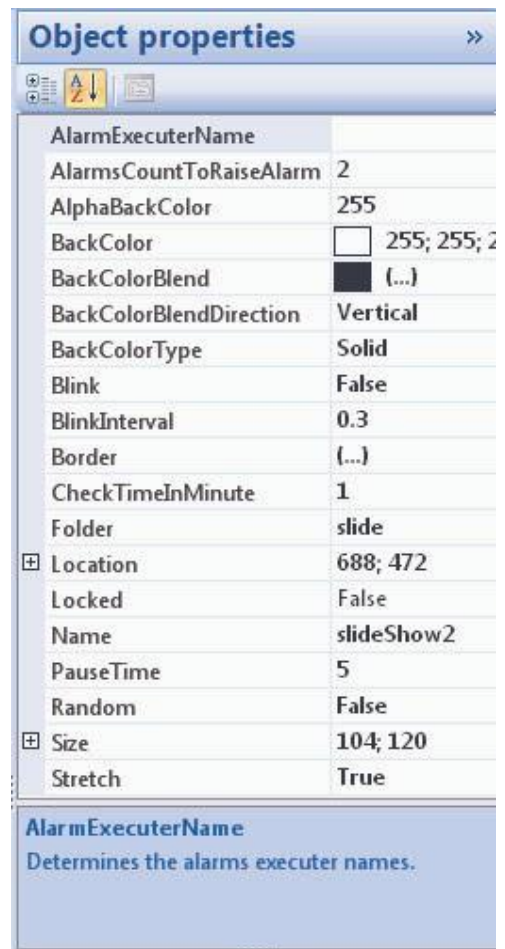 Object properties »
AlarmExecuterName
AlarmsCountToRaiseAlarm 2
AlphaBackColor 255
BackColor 255; 255; 2
BackColorBlend (...)
BackColorBlendDirection Vertical
BackColorType Solid
Blink False
BlinkInterval 0.3
Border (...)
CheckTimeInMinute 1
Folder slide
Location 688; 472
Locked False
Name slideShow2
PauseTime 5
Random False
Size 104; 120
Stretch True
AlarmExecuterName
Determines the alarms executer names.